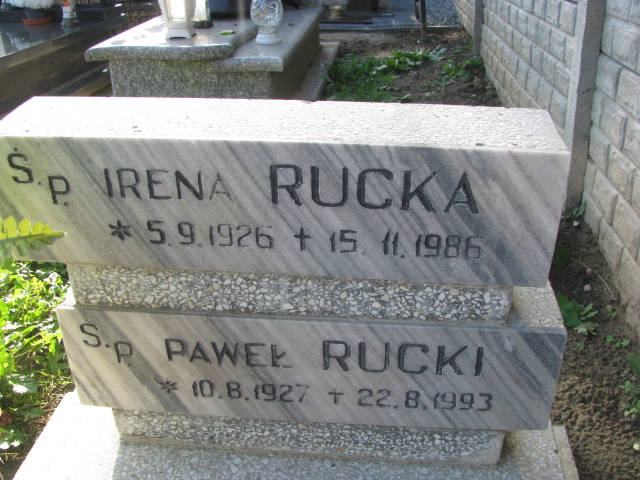 Ś.P. IRENA RUCKA
* 5.9.1926 + 15.11.1986
Ś.P. PAWEŁ RUCKI
* 10.8.1927 + 22.8.1993